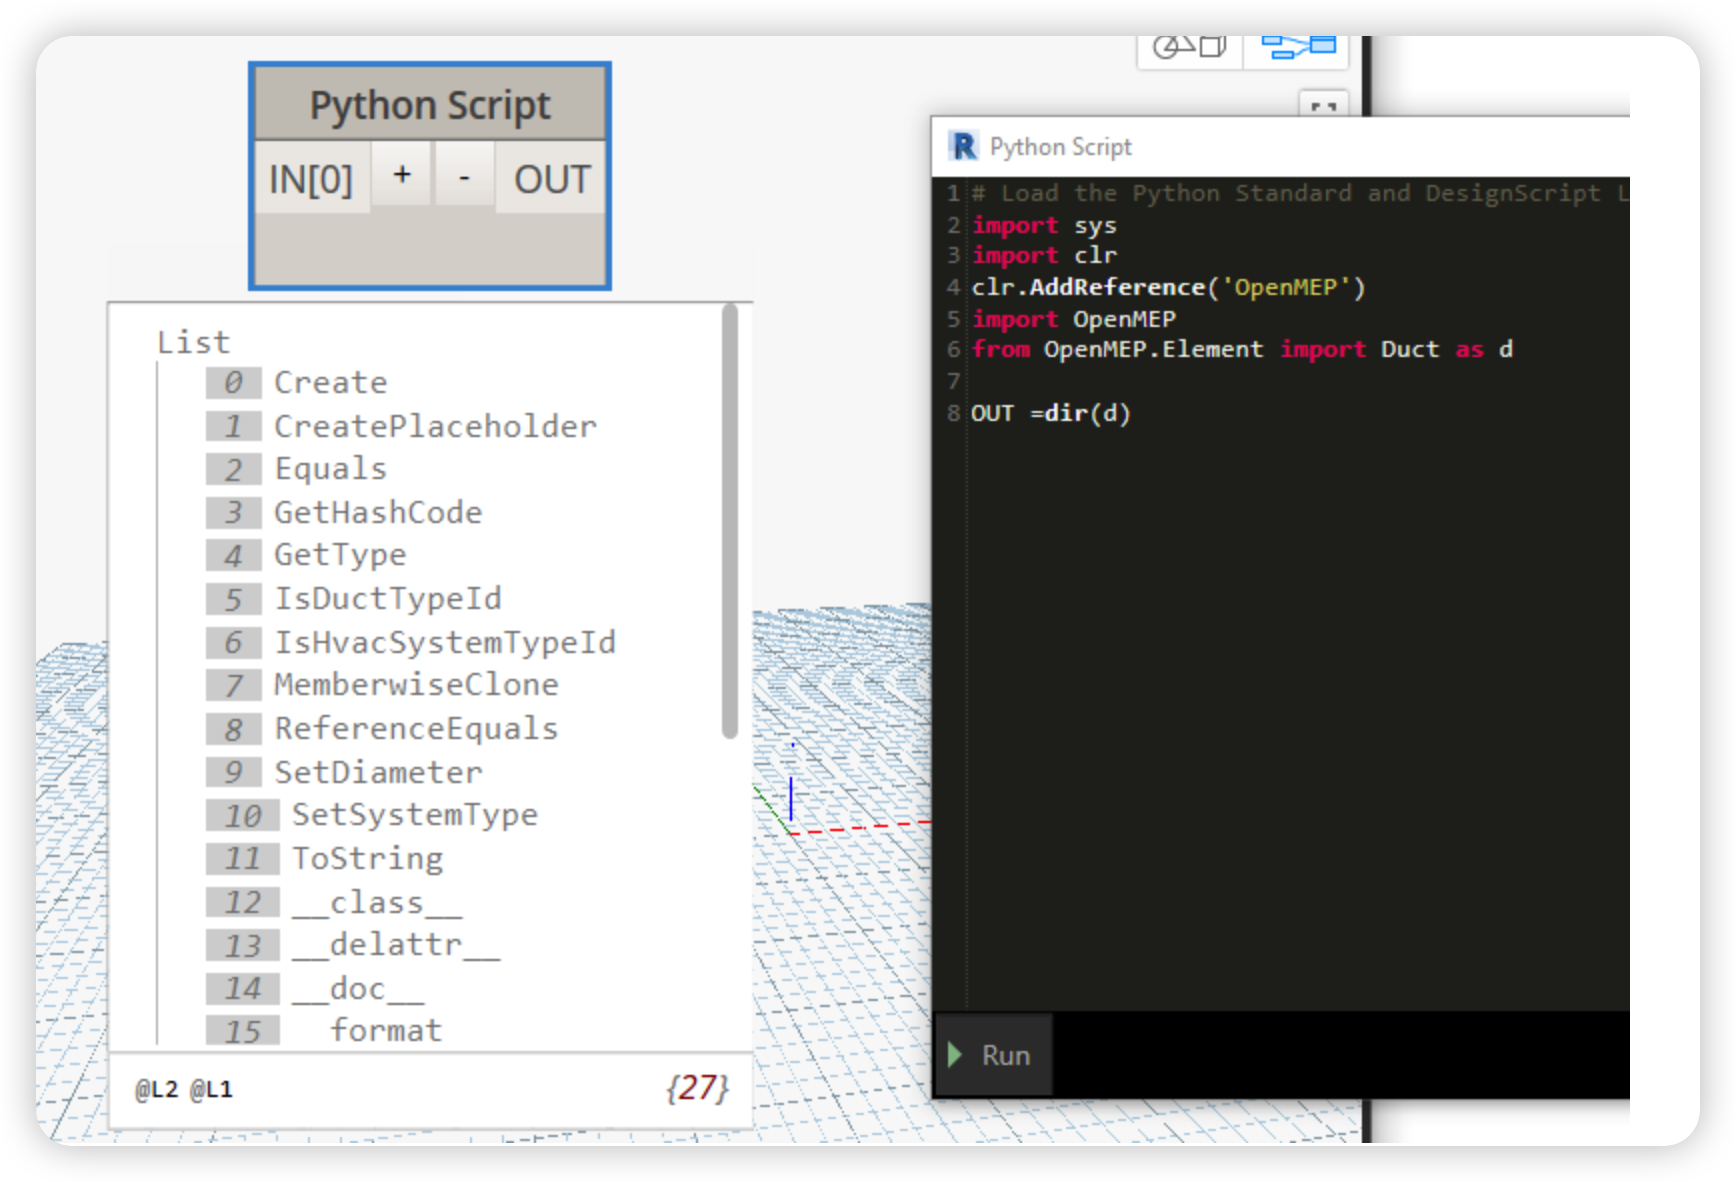 Python Script
IN[0] + - OUT
List
0 Create
1 CreatePlaceholder
2 Equals
3 GetHashCode
4 GetType
5 IsDuctTypeId
6 IsHvacSystemTypeId
7 MemberwiseClone
8 ReferenceEquals
9 SetDiameter
10 SetSystemType
11 ToString
12 __class__
13 __delattr__
14 __doc__
15 format
@L2 @L1 {27}
R Python Script
1 # Load the Python Standard and DesignScript L
2 import sys
3 import clr
4 clr.AddReference('OpenMEP')
5 import OpenMEP
6 from OpenMEP.Element import Duct as d
7
8 OUT =dir(d)
Run